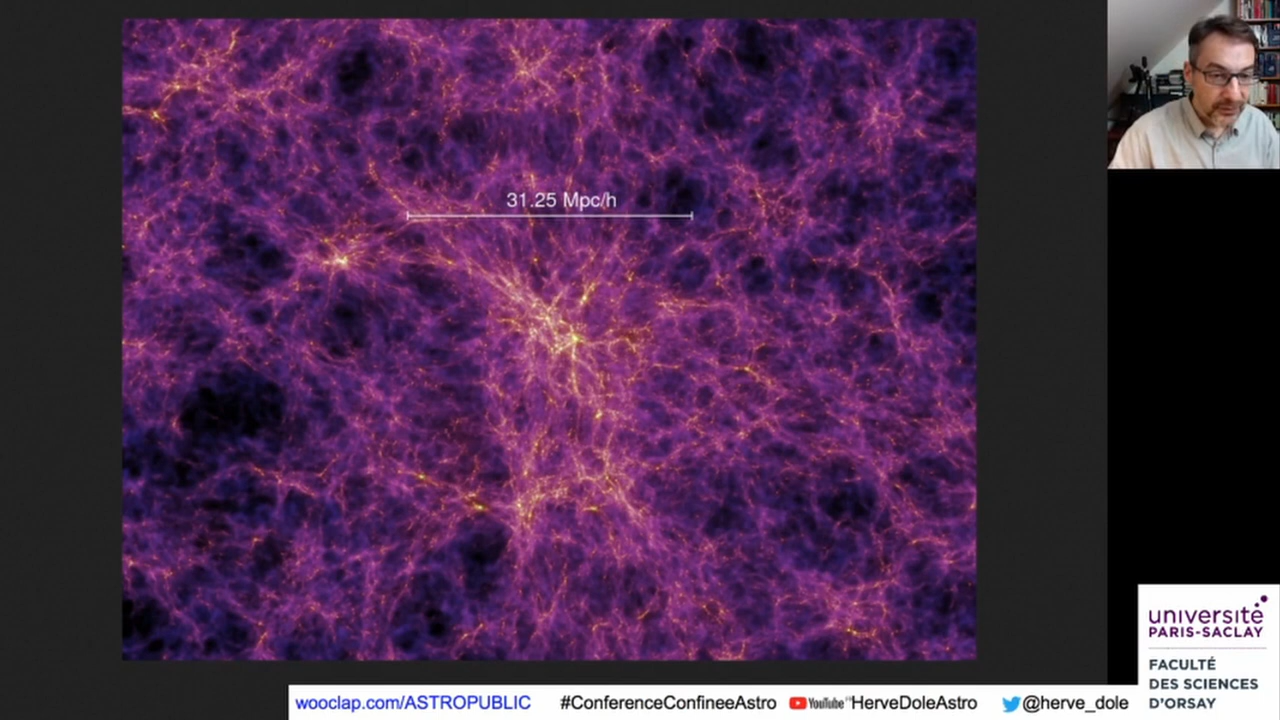 31.25 Mpc/h
université
PARIS-SACLAY
FACULTÉ
DES SCIENCES
D'ORSAY
wooclap.com/ASTROPUBLIC #ConferenceConfineeAstro YouTube HerveDoleAstro @herve_dole